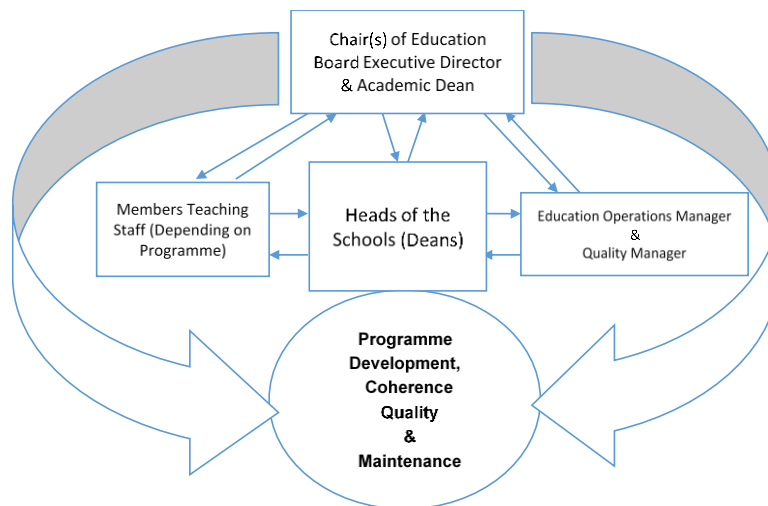 Chair(s) of Education
Board Executive Director
& Academic Dean
Members Teaching
Staff (Depending on
Programme)
Heads of the
Schools (Deans)
Education Operations Manager
&
Quality Manager
Programme
Development,
Coherence
Quality
&
Maintenance